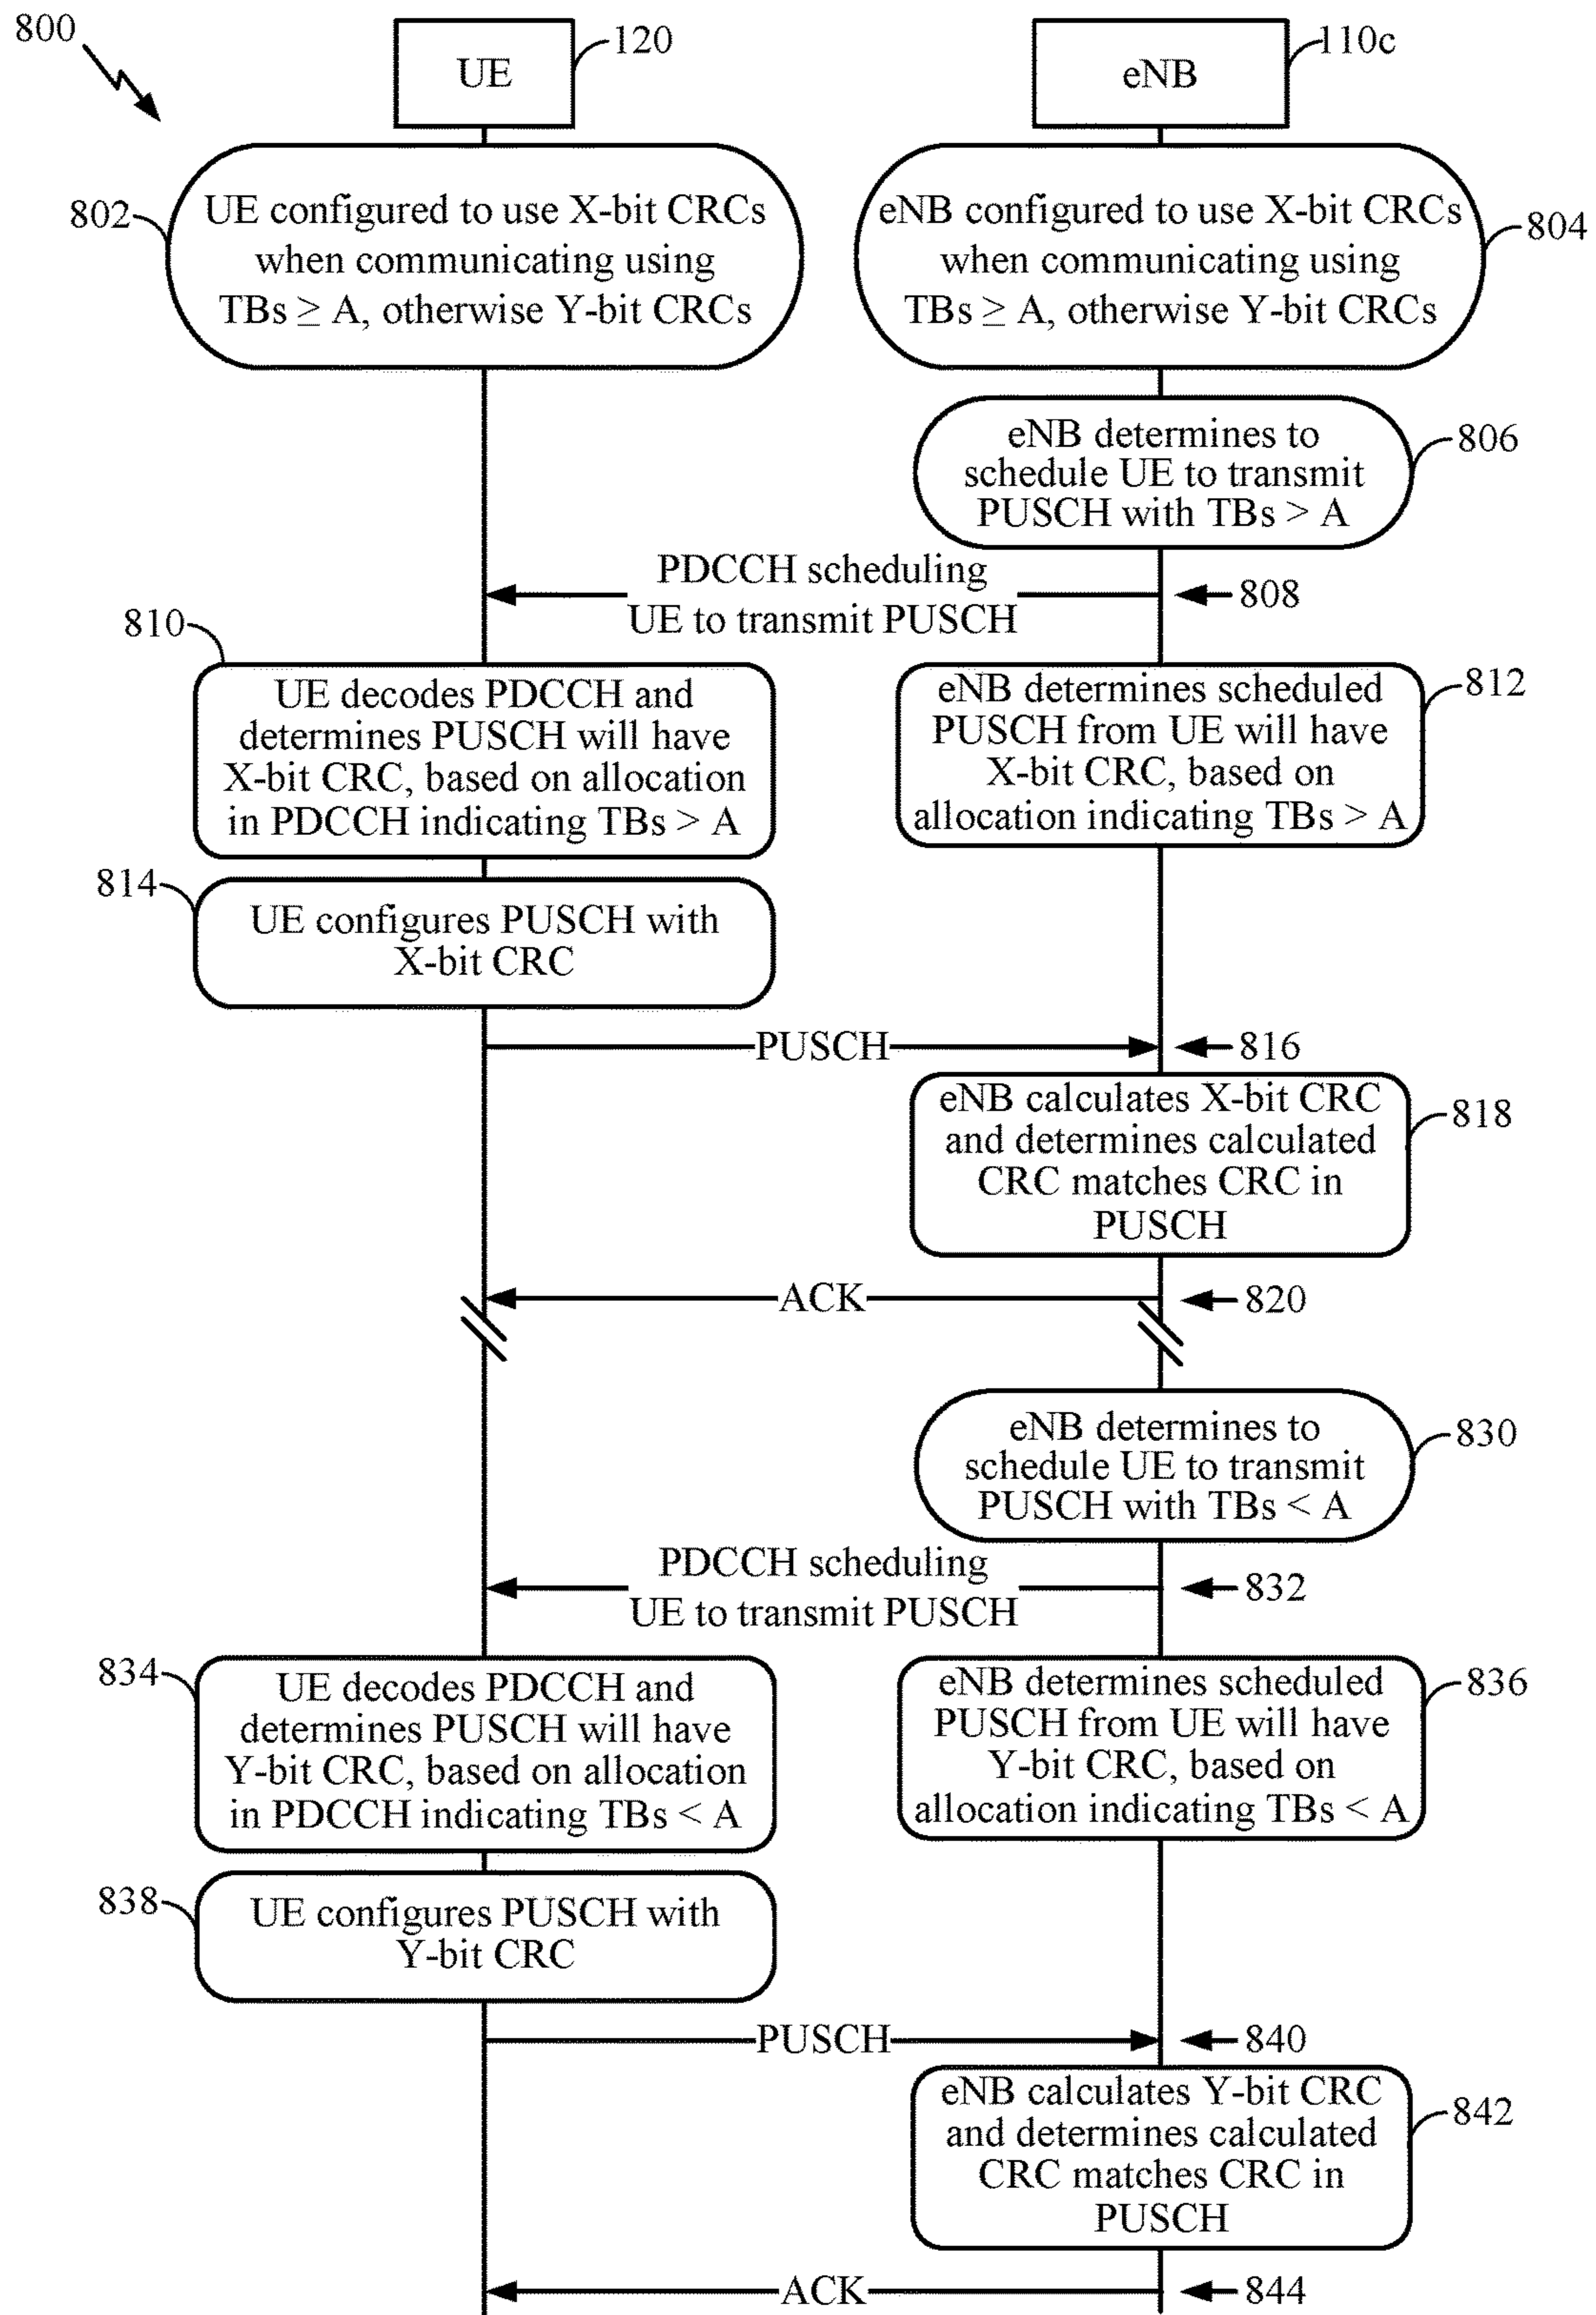 800
UE
120
eNB
110c
802
UE configured to use X-bit CRCs
when communicating using
TBs ≥ A, otherwise Y-bit CRCs
eNB configured to use X-bit CRCs
when communicating using
TBs ≥ A, otherwise Y-bit CRCs
804
eNB determines to
schedule UE to transmit
PUSCH with TBs > A
806
PDCCH scheduling
UE to transmit PUSCH
808
810
UE decodes PDCCH and
determines PUSCH will have
X-bit CRC, based on allocation
in PDCCH indicating TBs > A
eNB determines scheduled
PUSCH from UE will have
X-bit CRC, based on
allocation indicating TBs > A
812
814
UE configures PUSCH with
X-bit CRC
PUSCH
816
eNB calculates X-bit CRC
and determines calculated
CRC matches CRC in
PUSCH
818
ACK
820
eNB determines to
schedule UE to transmit
PUSCH with TBs < A
830
PDCCH scheduling
UE to transmit PUSCH
832
834
UE decodes PDCCH and
determines PUSCH will have
Y-bit CRC, based on allocation
in PDCCH indicating TBs < A
eNB determines scheduled
PUSCH from UE will have
Y-bit CRC, based on
allocation indicating TBs < A
836
838
UE configures PUSCH with
Y-bit CRC
PUSCH
840
eNB calculates Y-bit CRC
and determines calculated
CRC matches CRC in
PUSCH
842
ACK
844